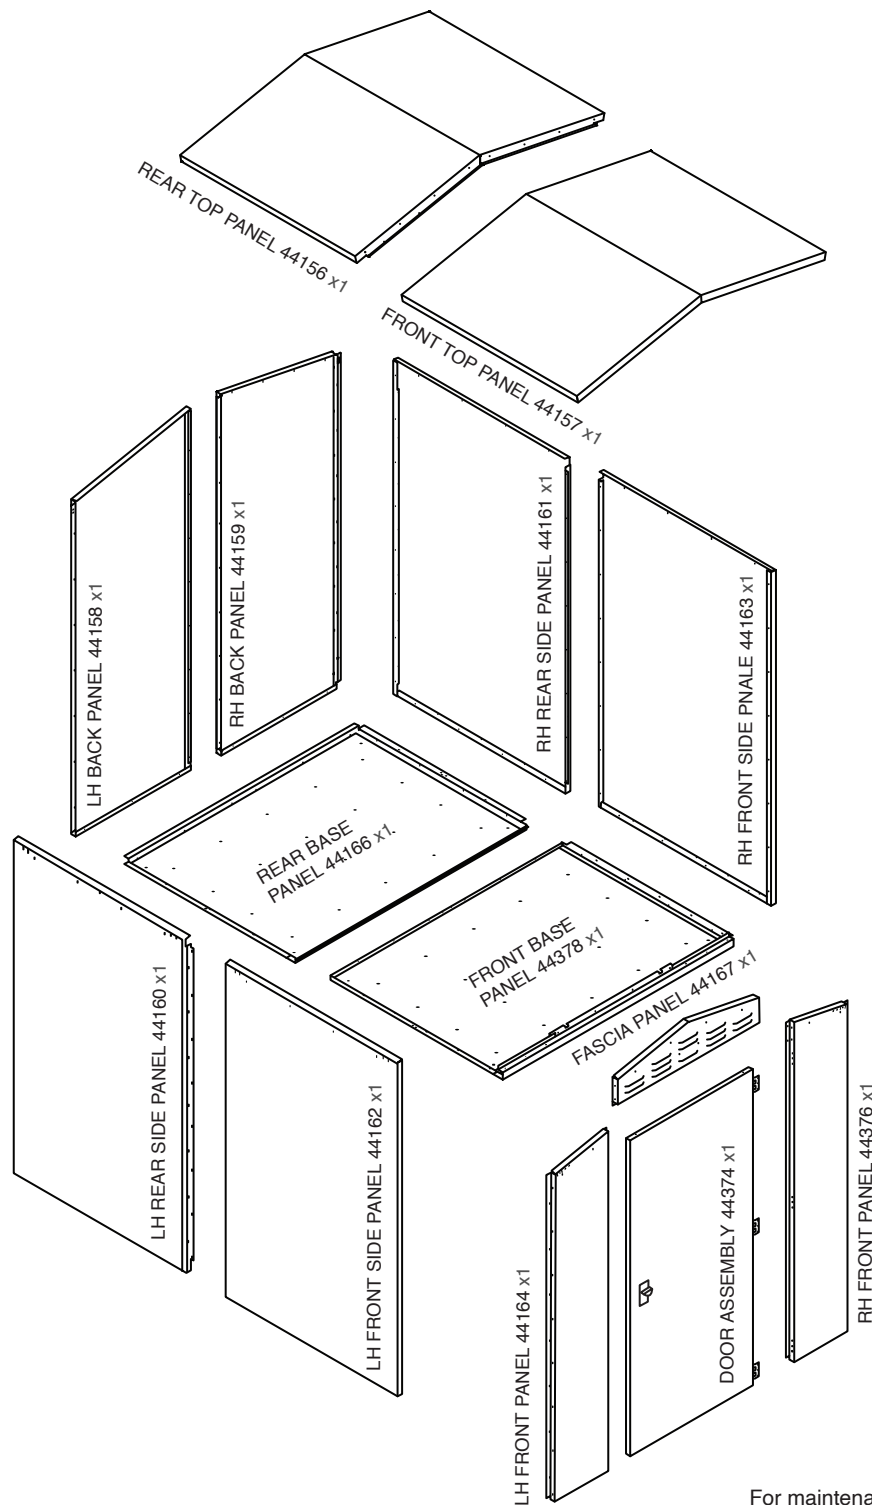 REAR TOP PANEL 44156 x1
FRONT TOP PANEL 44157 x1
LH BACK PANEL 44158 x1
RH BACK PANEL 44159 x1
RH REAR SIDE PANEL 44161 x1
RH FRONT SIDE PNALE 44163 x1
REAR BASE
PANEL 44166 x1
FRONT BASE
PANEL 44378 x1
FASCIA PANEL 44167 x1
LH REAR SIDE PANEL 44160 x1
LH FRONT SIDE PANEL 44162 x1
LH FRONT PANEL 44164 x1
DOOR ASSEMBLY 44374 x1
RH FRONT PANEL 44376 x1
For maintena